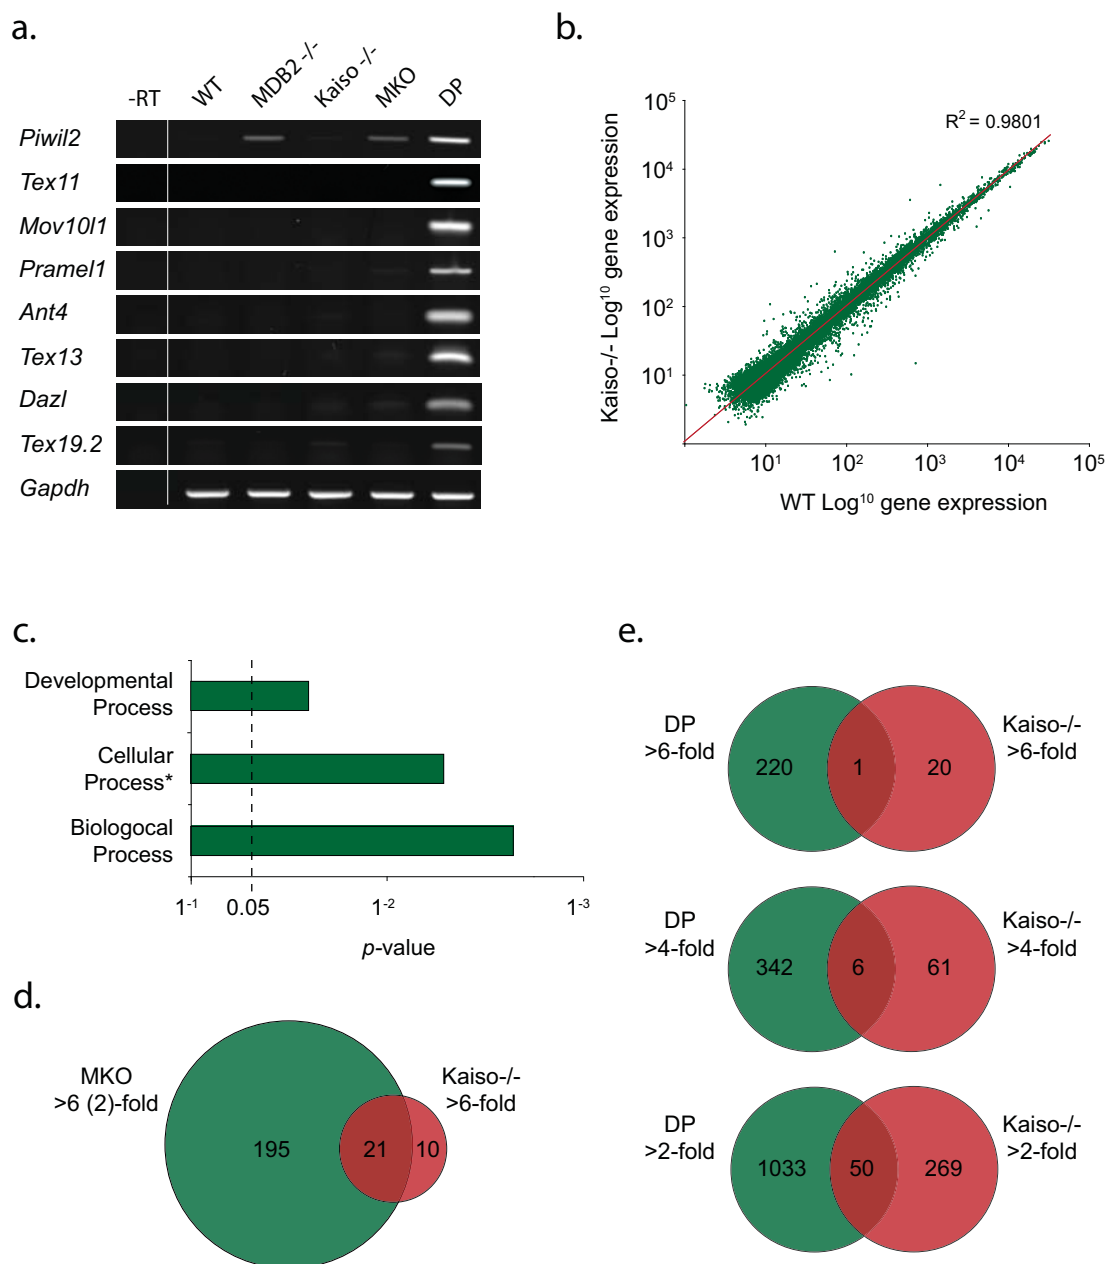 a.
-RT WT MDB2 -/- Kaiso -/- MKO DP
Piwil2
Tex11
Mov10l1
Pramel1
Ant4
Tex13
Dazl
Tex19.2
Gapdh
b.
R² = 0.9801
Kaiso-/- Log¹⁰ gene expression
10⁵
10⁴
10³
10²
10¹
10¹ 10² 10³ 10⁴ 10⁵
WT Log¹⁰ gene expression
c.
Developmental
Process
Cellular
Process*
Biologocal
Process
1⁻¹ 0.05 1⁻² 1⁻³
p-value
d.
MKO
>6 (2)-fold
Kaiso-/-
>6-fold
195 21 10
e.
DP
>6-fold
220 1 20
Kaiso-/-
>6-fold
DP
>4-fold
342 6 61
Kaiso-/-
>4-fold
DP
>2-fold
1033 50 269
Kaiso-/-
>2-fold